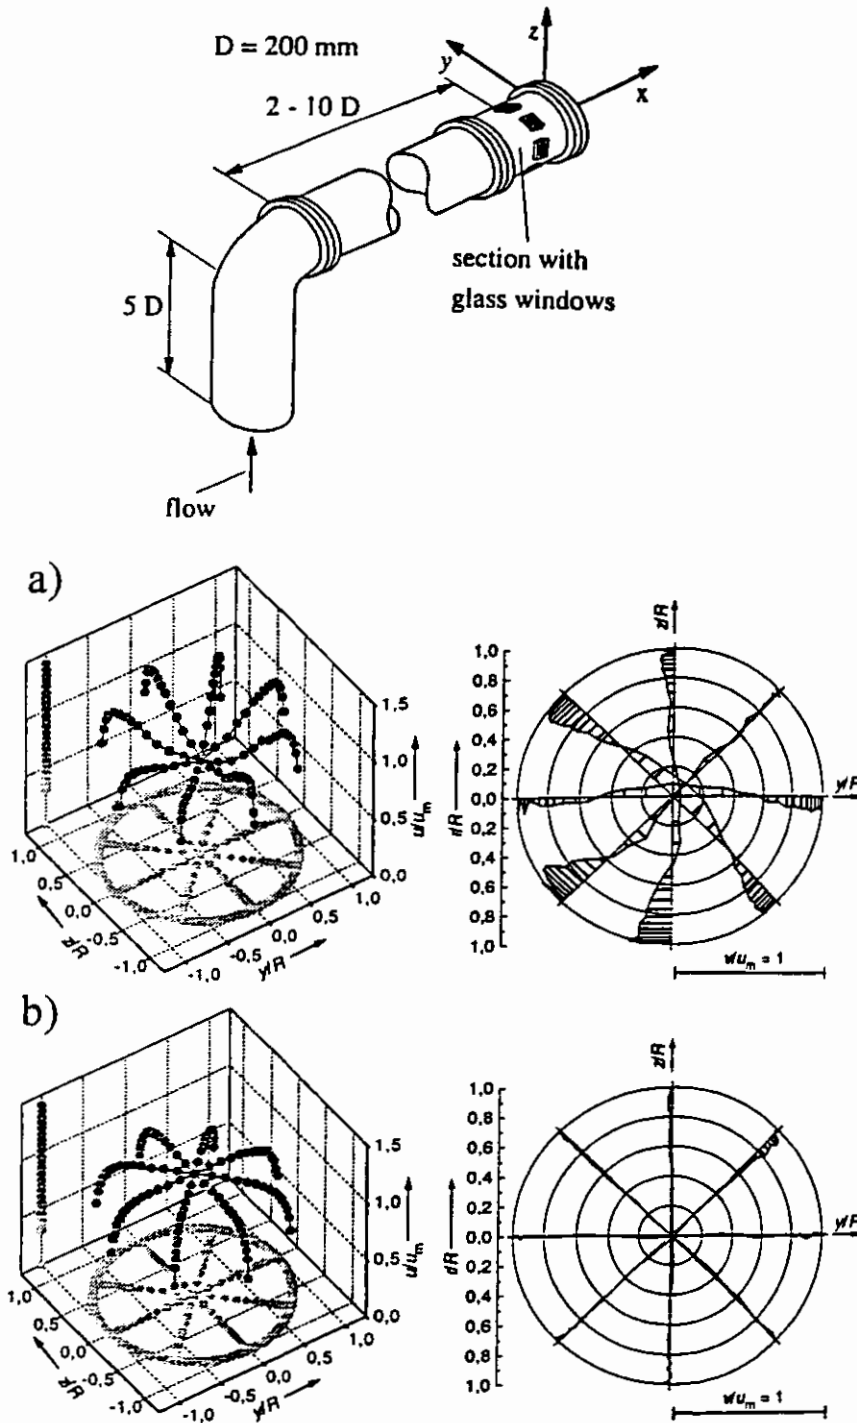 D = 200 mm
2 - 10 D
z
y
x
section with
glass windows
5 D
flow
a)
1,5
1,0
0,5
0,0
u/u_m
1,0
0,5
0,0
-0,5
-1,0
z/R
-1,0
-0,5
0,0
0,5
1,0
y/R
z/R
1,0
0,8
0,6
0,4
0,2
0,0
0,2
0,4
0,6
0,8
1,0
r/R
y/R
v/u_m = 1
b)
1,5
1,0
0,5
0,0
u/u_m
1,0
0,5
0,0
-0,5
-1,0
z/R
-1,0
-0,5
0,0
0,5
1,0
y/R
z/R
1,0
0,8
0,6
0,4
0,2
0,0
0,2
0,4
0,6
0,8
1,0
r/R
y/R
v/u_m = 1